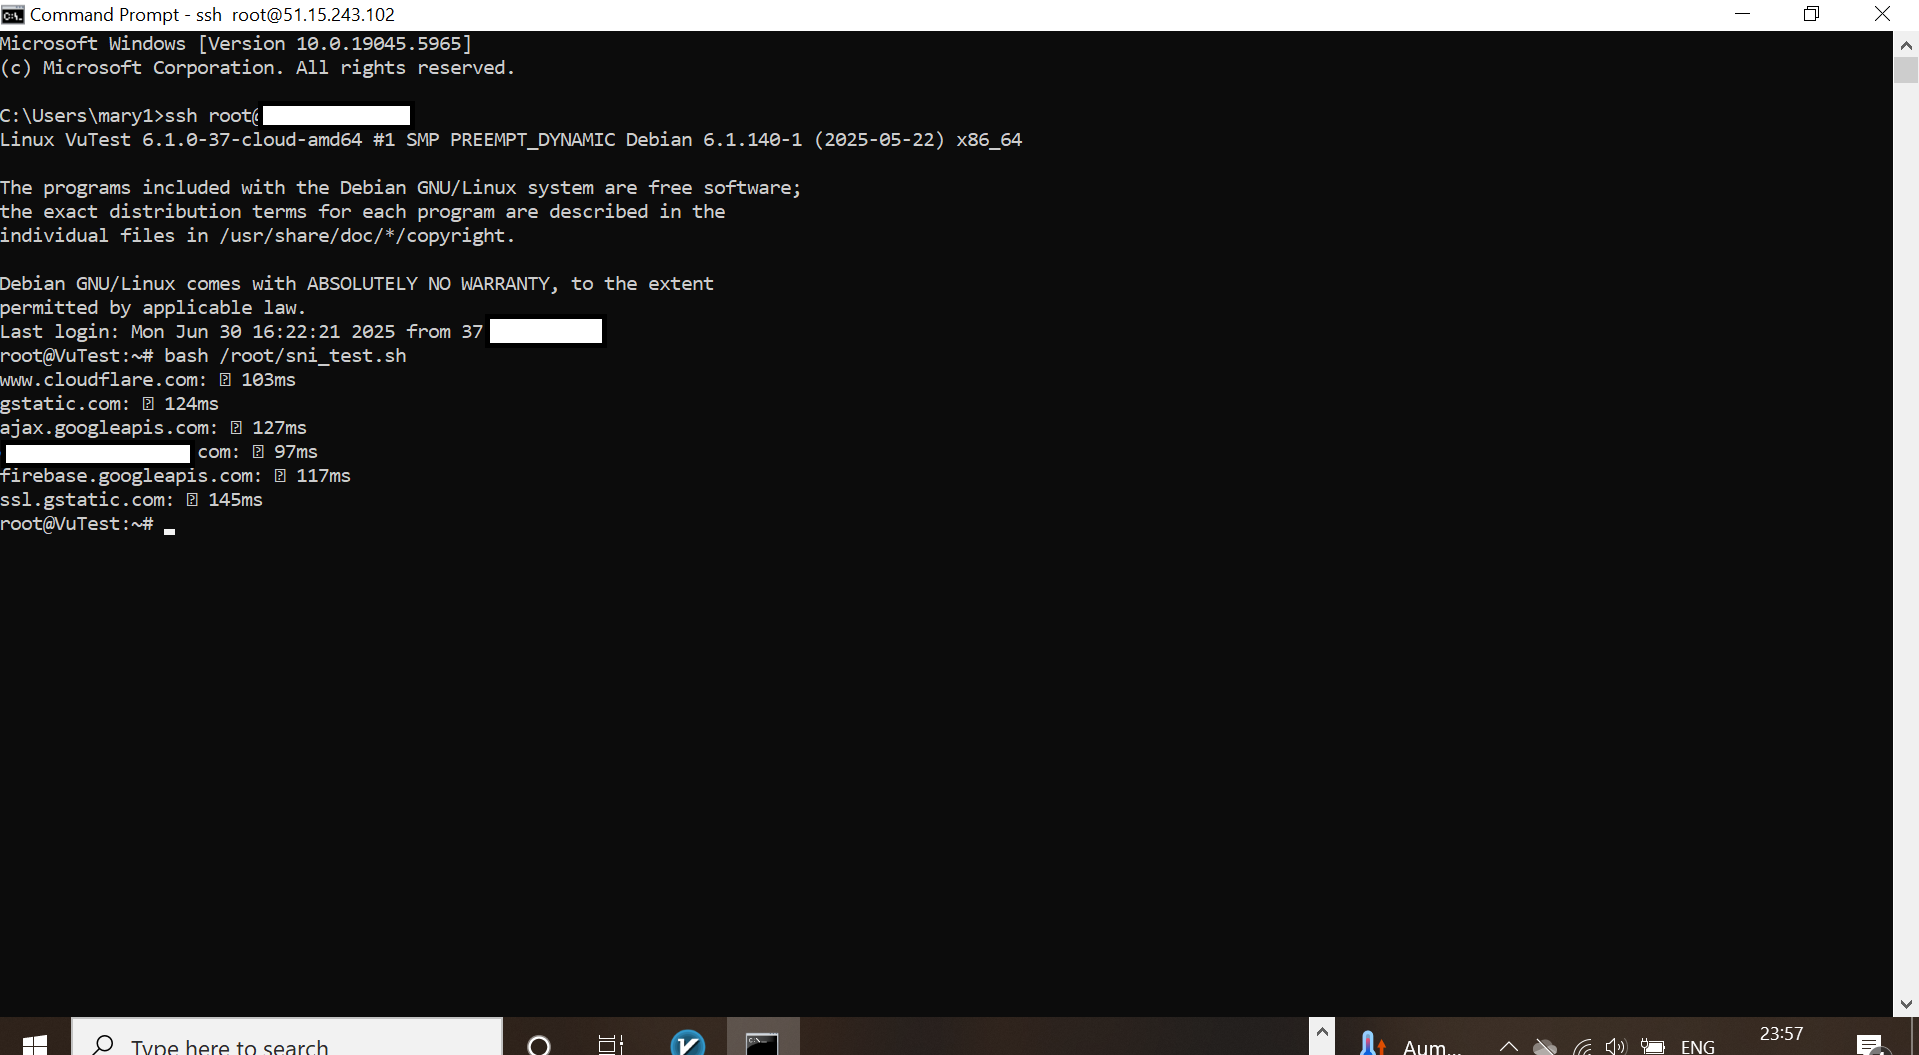 Command Prompt - ssh  root@51.15.243.102
Microsoft Windows [Version 10.0.19045.5965]
(c) Microsoft Corporation. All rights reserved.
C:\Users\mary1>ssh root@
Linux VuTest 6.1.0-37-cloud-amd64 #1 SMP PREEMPT_DYNAMIC Debian 6.1.140-1 (2025-05-22) x86_64
The programs included with the Debian GNU/Linux system are free software;
the exact distribution terms for each program are described in the
individual files in /usr/share/doc/*/copyright.
Debian GNU/Linux comes with ABSOLUTELY NO WARRANTY, to the extent
permitted by applicable law.
Last login: Mon Jun 30 16:22:21 2025 from 37
root@VuTest:~# bash /root/sni_test.sh
www.cloudflare.com: 103ms
gstatic.com: 124ms
ajax.googleapis.com: 127ms
com: 97ms
firebase.googleapis.com: 117ms
ssl.gstatic.com: 145ms
root@VuTest:~#
Type here to search
Aum...
ENG
23:57